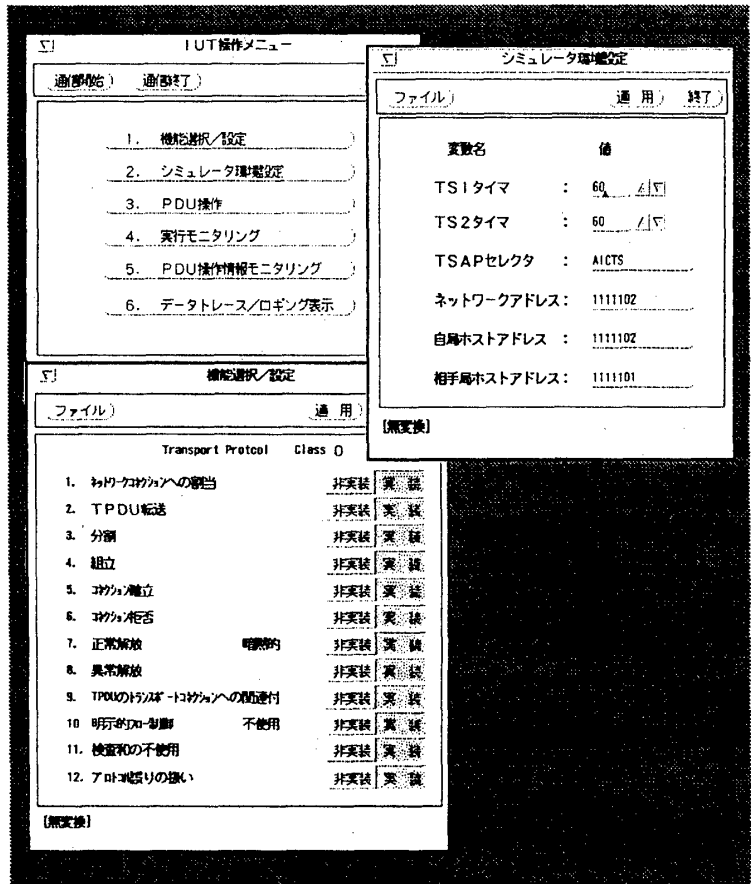 IUT操作メニュー
通信開始 通信終了
1. 機能選択/設定
2. シミュレータ環境設定
3. PDU操作
4. 実行モニタリング
5. PDU操作情報モニタリング
6. データトレース/ロギング表示
シミュレータ環境設定
ファイル 適 用 終了
変数名 値
TS1タイマ : 60
TS2タイマ : 60
TSAPセレクタ : AICTS
ネットワークアドレス: 1111102
自局ホストアドレス : 1111102
相手局ホストアドレス: 1111101
[無変換]
機能選択/設定
ファイル 適 用
Transport Protcol Class 0
1. ネットワークコネクションへの割当 非実装 実 装
2. TPDU転送 非実装 実 装
3. 分割 非実装 実 装
4. 組立 非実装 実 装
5. コネクション確立 非実装 実 装
6. コネクション拒否 非実装 実 装
7. 正常解放 暗黙的 非実装 実 装
8. 異常解放 非実装 実 装
9. TPDUのトランスポートコネクションへの関連付 非実装 実 装
10 明示的フロー制御 不使用 非実装 実 装
11. 検査和の不使用 非実装 実 装
12. プロトコル誤りの扱い 非実装 実 装
[無変換]